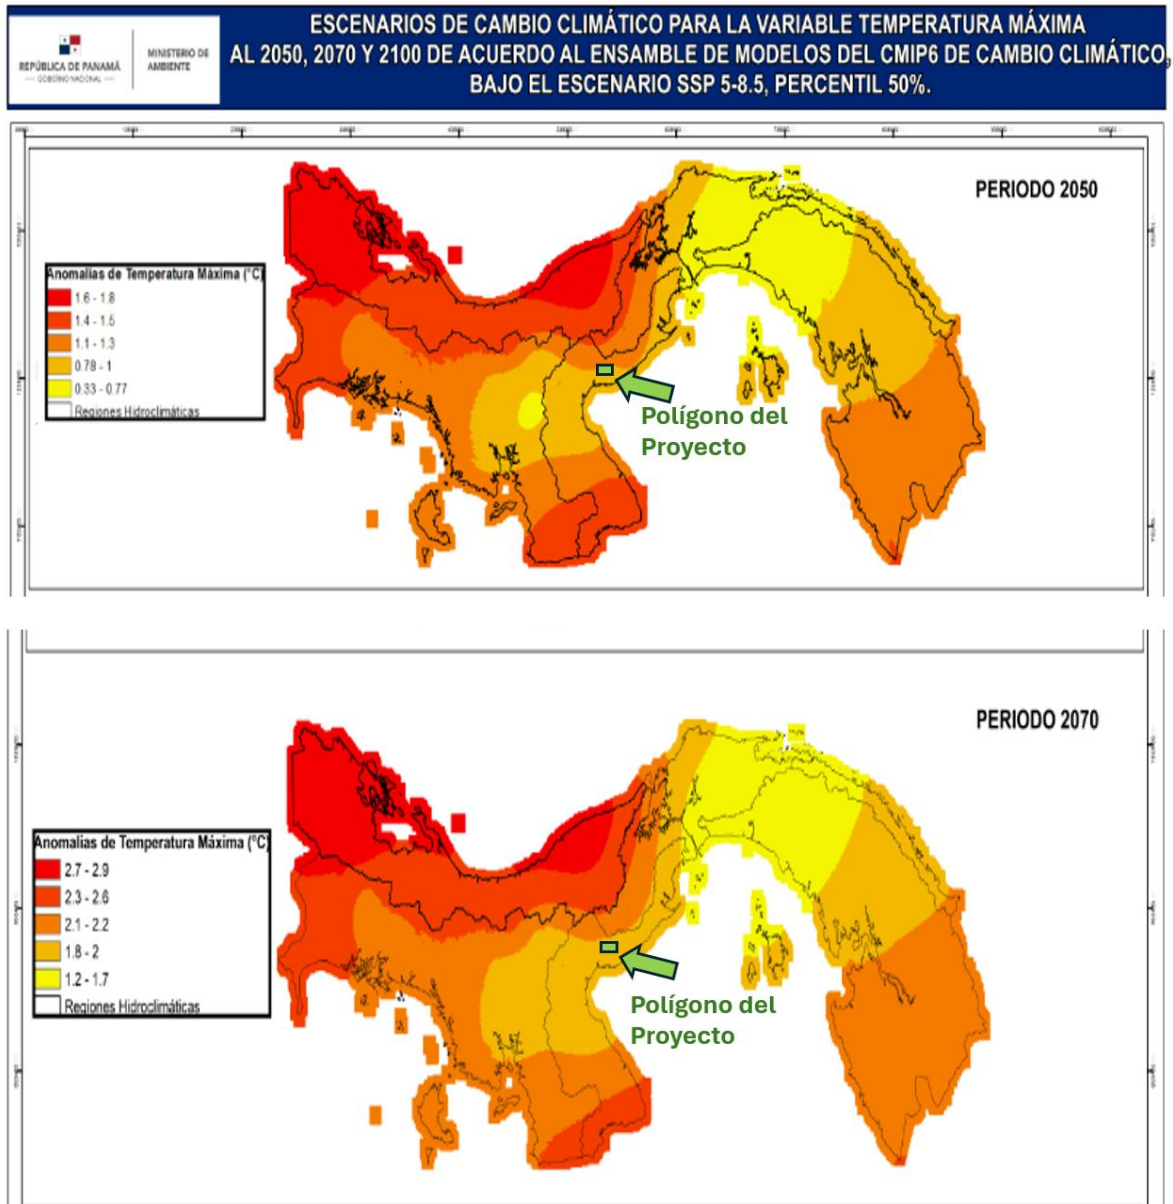 REPÚBLICA DE PANAMÁ
GOBIERNO NACIONAL
MINISTERIO DE
AMBIENTE
ESCENARIOS DE CAMBIO CLIMÁTICO PARA LA VARIABLE TEMPERATURA MÁXIMA
AL 2050, 2070 Y 2100 DE ACUERDO AL ENSAMBLE DE MODELOS DEL CMIP6 DE CAMBIO CLIMÁTICO,
BAJO EL ESCENARIO SSP 5-8.5, PERCENTIL 50%.
PERIODO 2050
Anomalias de Temperatura Máxima (°C)
1.6 - 1.8
1.4 - 1.5
1.1 - 1.3
0.78 - 1
0.33 - 0.77
Regiones Hidroclimáticas
Polígono del
Proyecto
PERIODO 2070
Anomalias de Temperatura Máxima (°C)
2.7 - 2.9
2.3 - 2.6
2.1 - 2.2
1.8 - 2
1.2 - 1.7
Regiones Hidroclimáticas
Polígono del
Proyecto